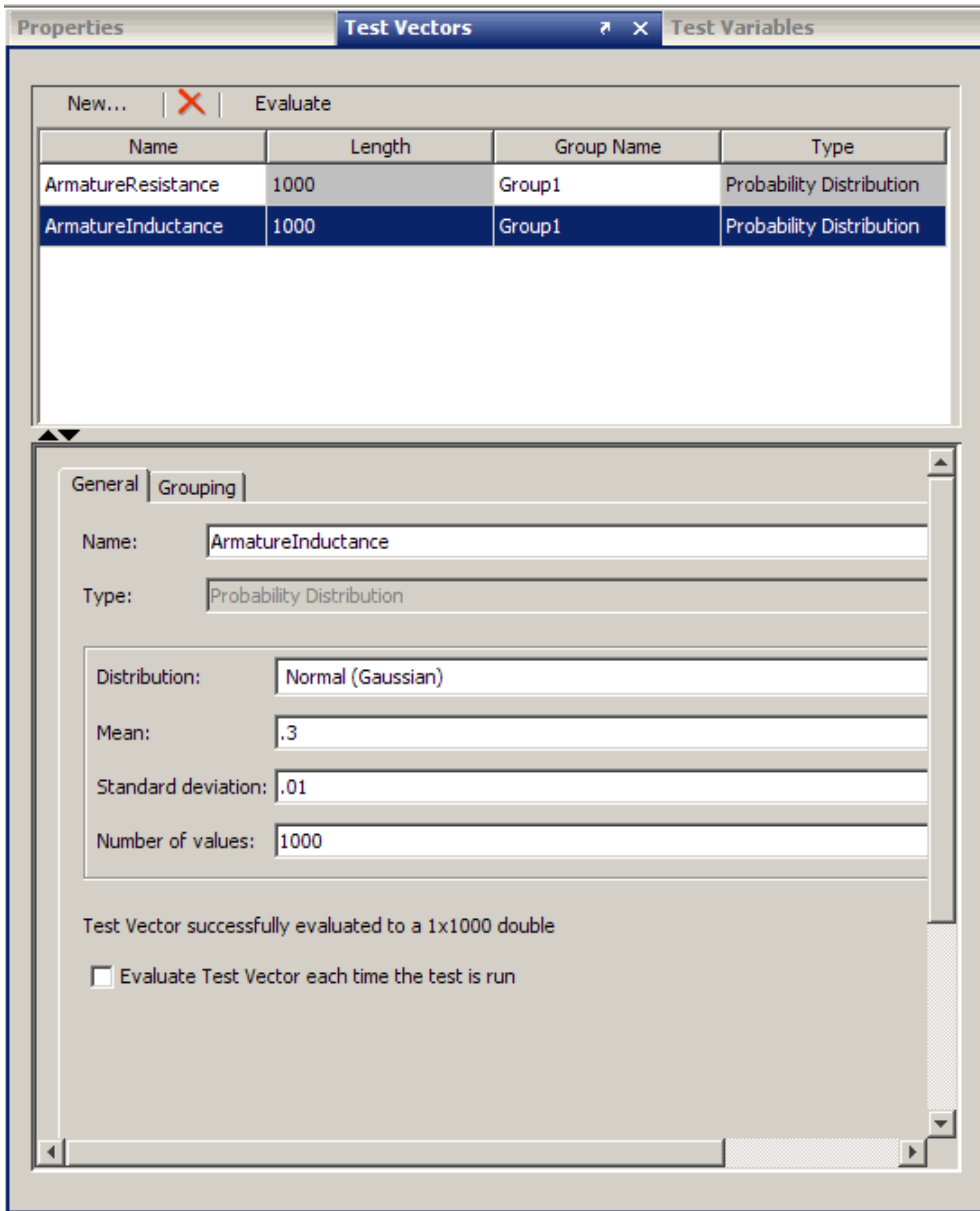 Properties Test Vectors Test Variables
New... Evaluate
Name Length Group Name Type
ArmatureResistance 1000 Group1 Probability Distribution
ArmatureInductance 1000 Group1 Probability Distribution
General Grouping
Name: ArmatureInductance
Type: Probability Distribution
Distribution: Normal (Gaussian)
Mean: .3
Standard deviation: .01
Number of values: 1000
Test Vector successfully evaluated to a 1x1000 double
Evaluate Test Vector each time the test is run